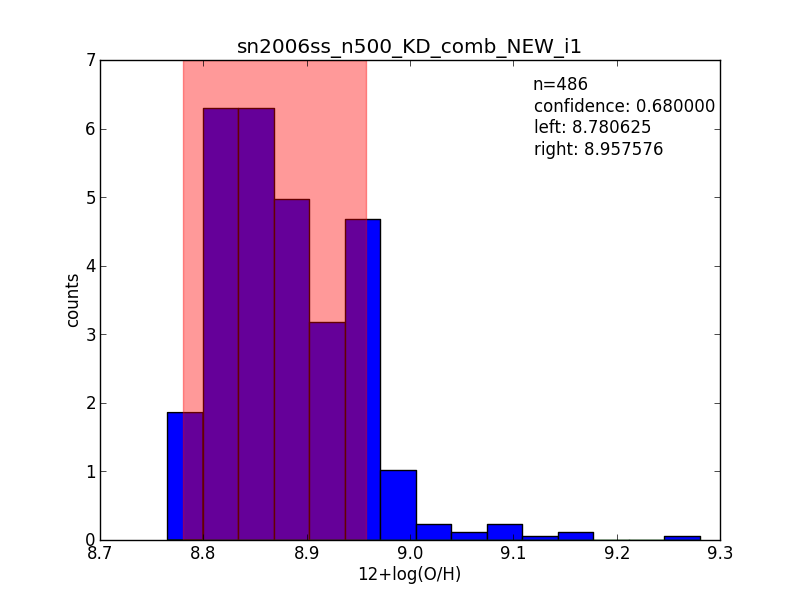 sn2006ss_n500_KD_comb_NEW_i1
n=486
confidence: 0.680000
left: 8.780625
right: 8.957576
7
6
5
4
3
2
1
0
counts
8.7 8.8 8.9 9.0 9.1 9.2 9.3
12+log(O/H)